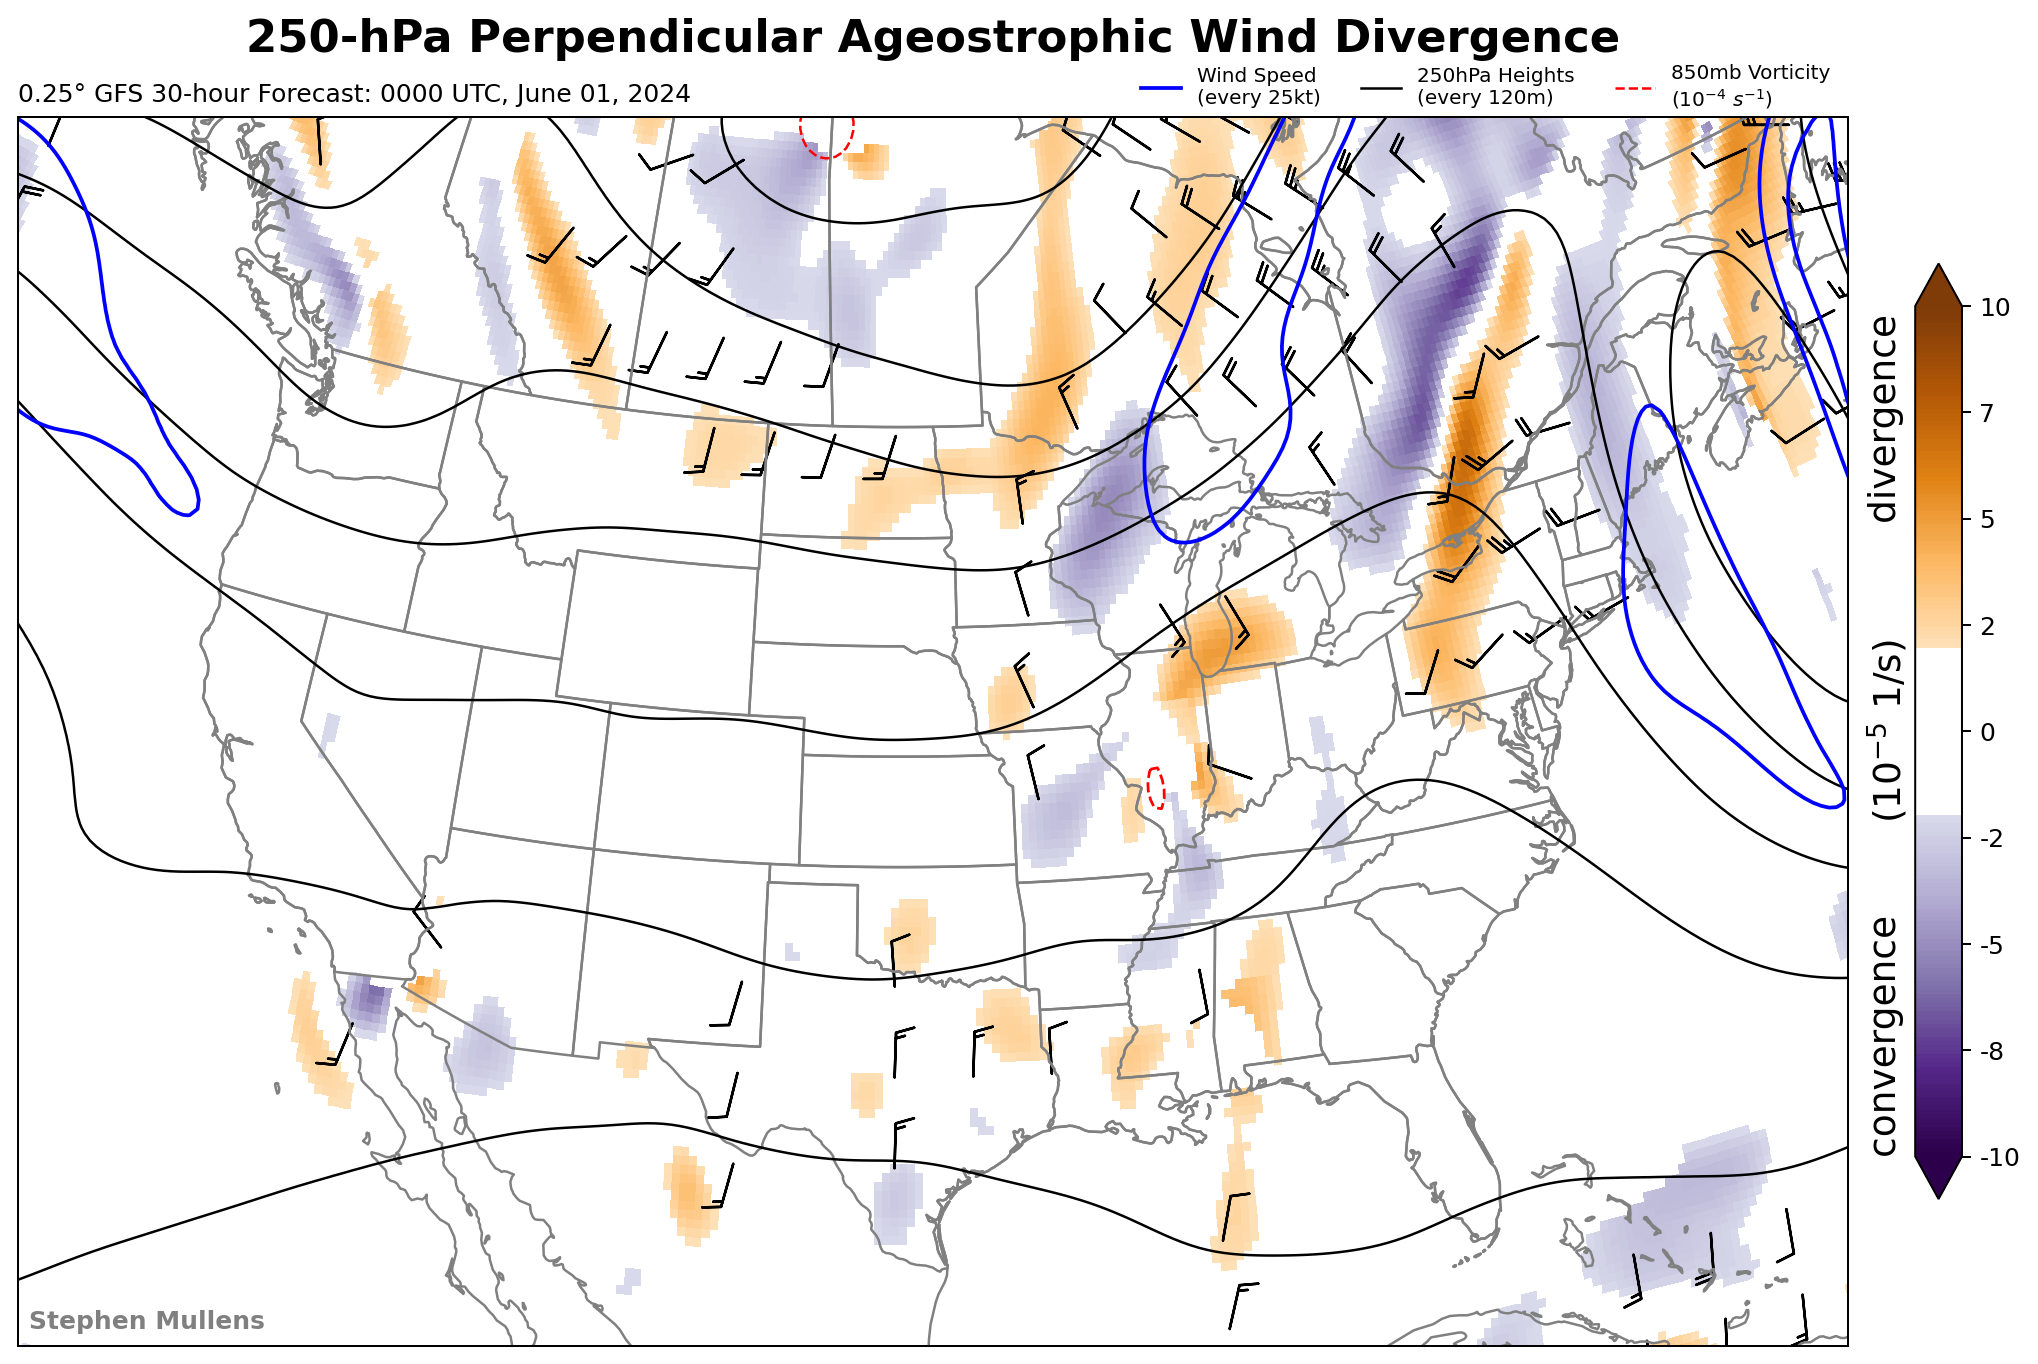 250-hPa Perpendicular Ageostrophic Wind Divergence
0.25° GFS 30-hour Forecast: 0000 UTC, June 01, 2024
Wind Speed
(every 25kt)
250hPa Heights
(every 120m)
850mb Vorticity
(10⁻⁴ s⁻¹)
10
7
5
2
0
-2
-5
-8
-10
convergence (10⁻⁵ 1/s) divergence
Stephen Mullens